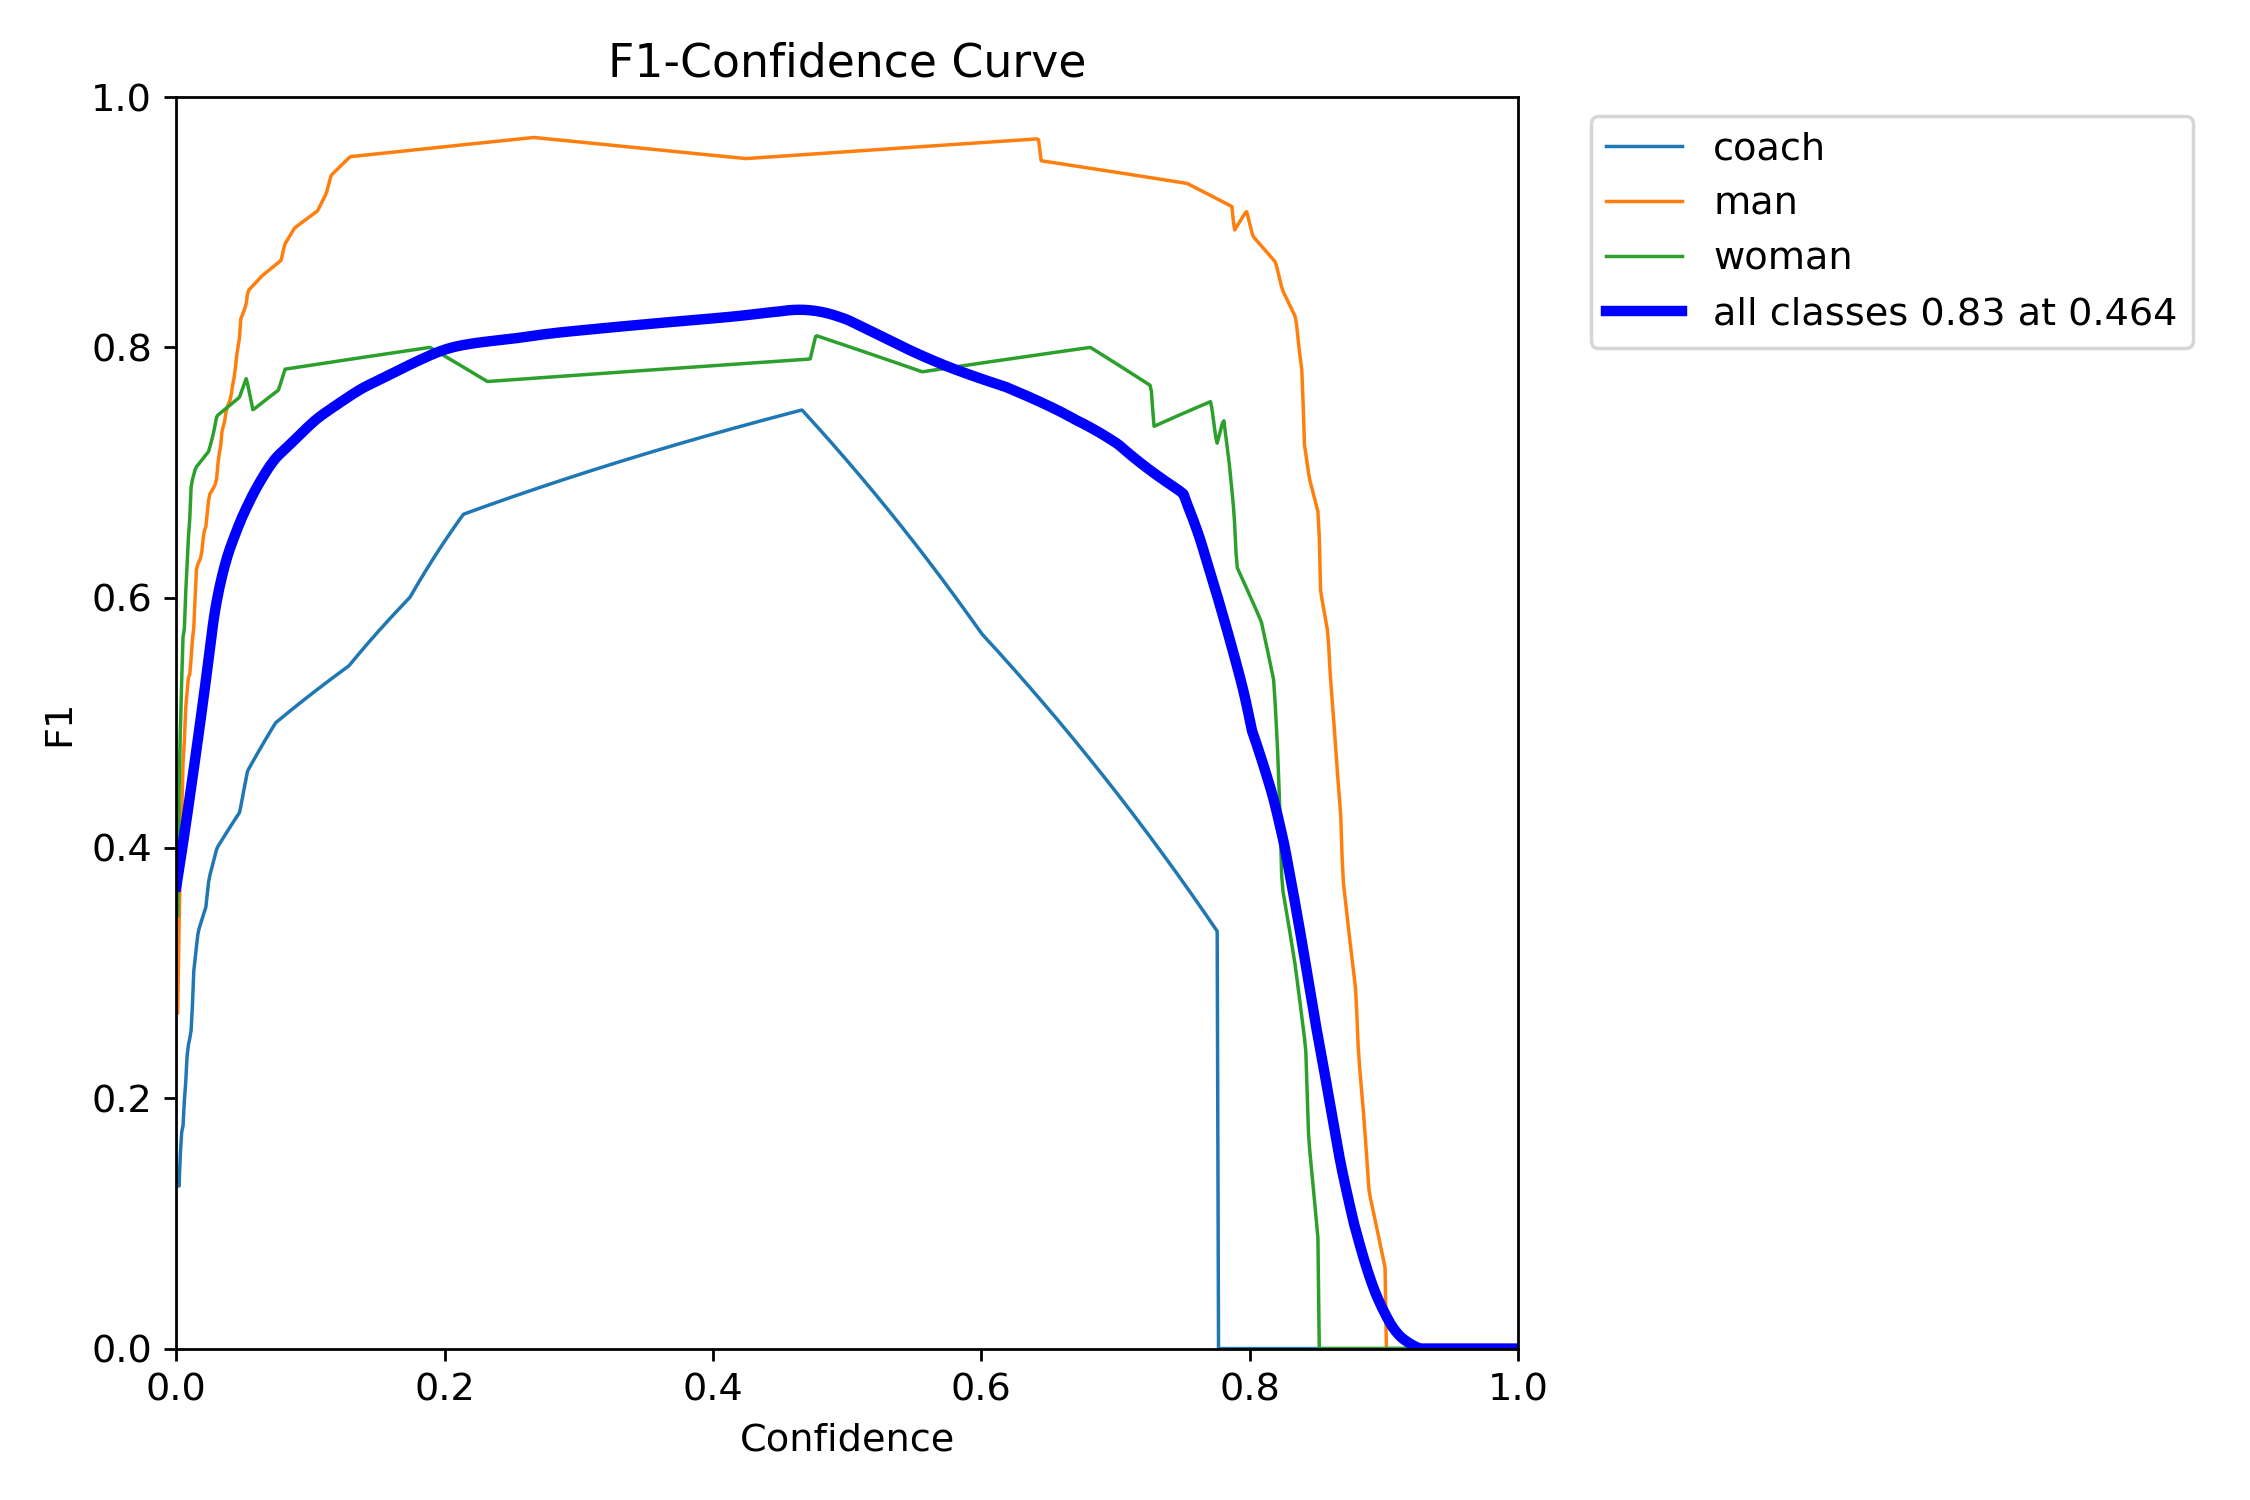 F1-Confidence Curve
1.0
0.8
0.6
0.4
0.2
0.0
F1
0.0 0.2 0.4 0.6 0.8 1.0
Confidence
coach
man
woman
all classes 0.83 at 0.464